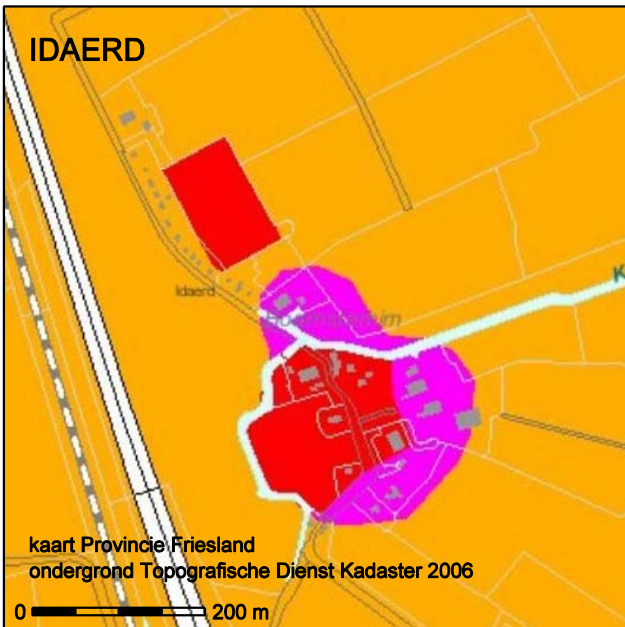 IDAERD
K
Idaerd
kaart Provincie Friesland
ondergrond Topografische Dienst Kadaster 2006
0 200 m